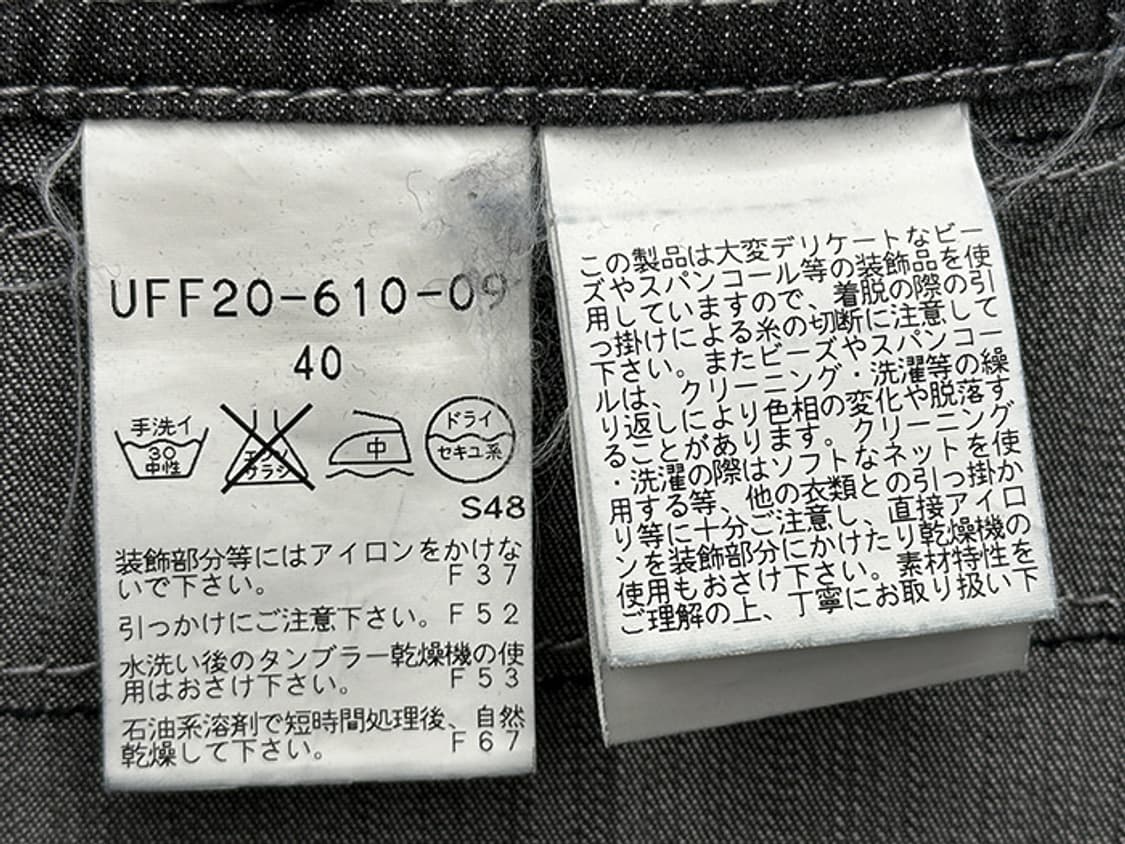 UFF20-610-09
40
手洗イ
30
中性
エンソ
サラシ
中
ドライ
セキユ系
S48
装飾部分等にはアイロンをかけな
いで下さい。 F37
引っかけにご注意下さい。F52
水洗い後のタンブラー乾燥機の使
用はおさけ下さい。 F53
石油系溶剤で短時間処理後、自然
乾燥して下さい。 F67
この製品は大変デリケートなビー
ズやスパンコール等の装飾品を使
用していますので、着脱の際の引
っ掛けによる糸の切断に注意して
下さい。またビーズやスパンコー
ルは、クリーニング・洗濯等の繰
り返しにより色相の変化や脱落す
ることがあります。クリーニング
・洗濯の際はソフトなネットを使
用する等、他の衣類との引っ掛か
り等に十分ご注意し、直接アイロ
ンを装飾部分にかけたり乾燥機の
使用もおさけ下さい。素材特性を
ご理解の上、丁寧にお取り扱い下